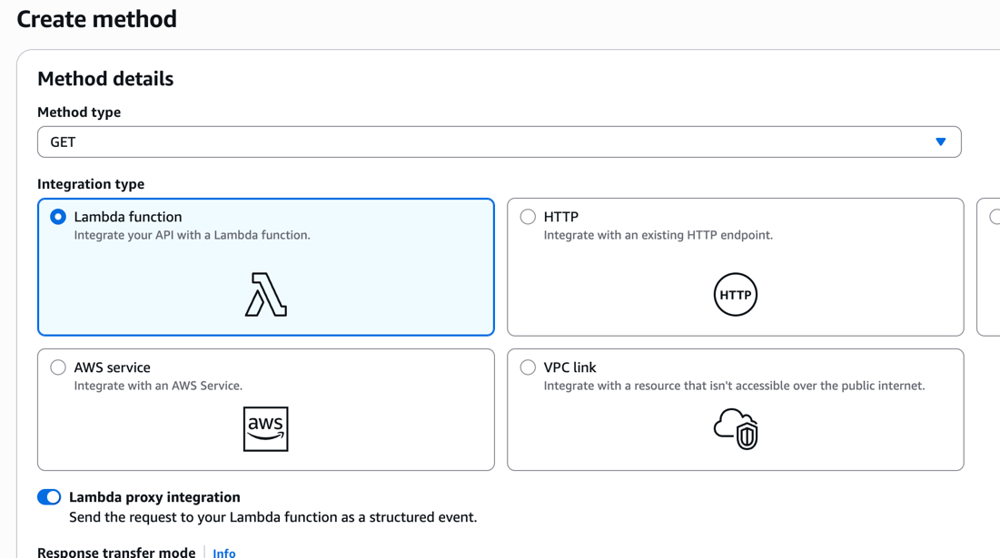 Create method
Method details
Method type
GET
Integration type
Lambda function
Integrate your API with a Lambda function.
HTTP
Integrate with an existing HTTP endpoint.
HTTP
AWS service
Integrate with an AWS Service.
aws
VPC link
Integrate with a resource that isn't accessible over the public internet.
Lambda proxy integration
Send the request to your Lambda function as a structured event.
Response transfer mode Info